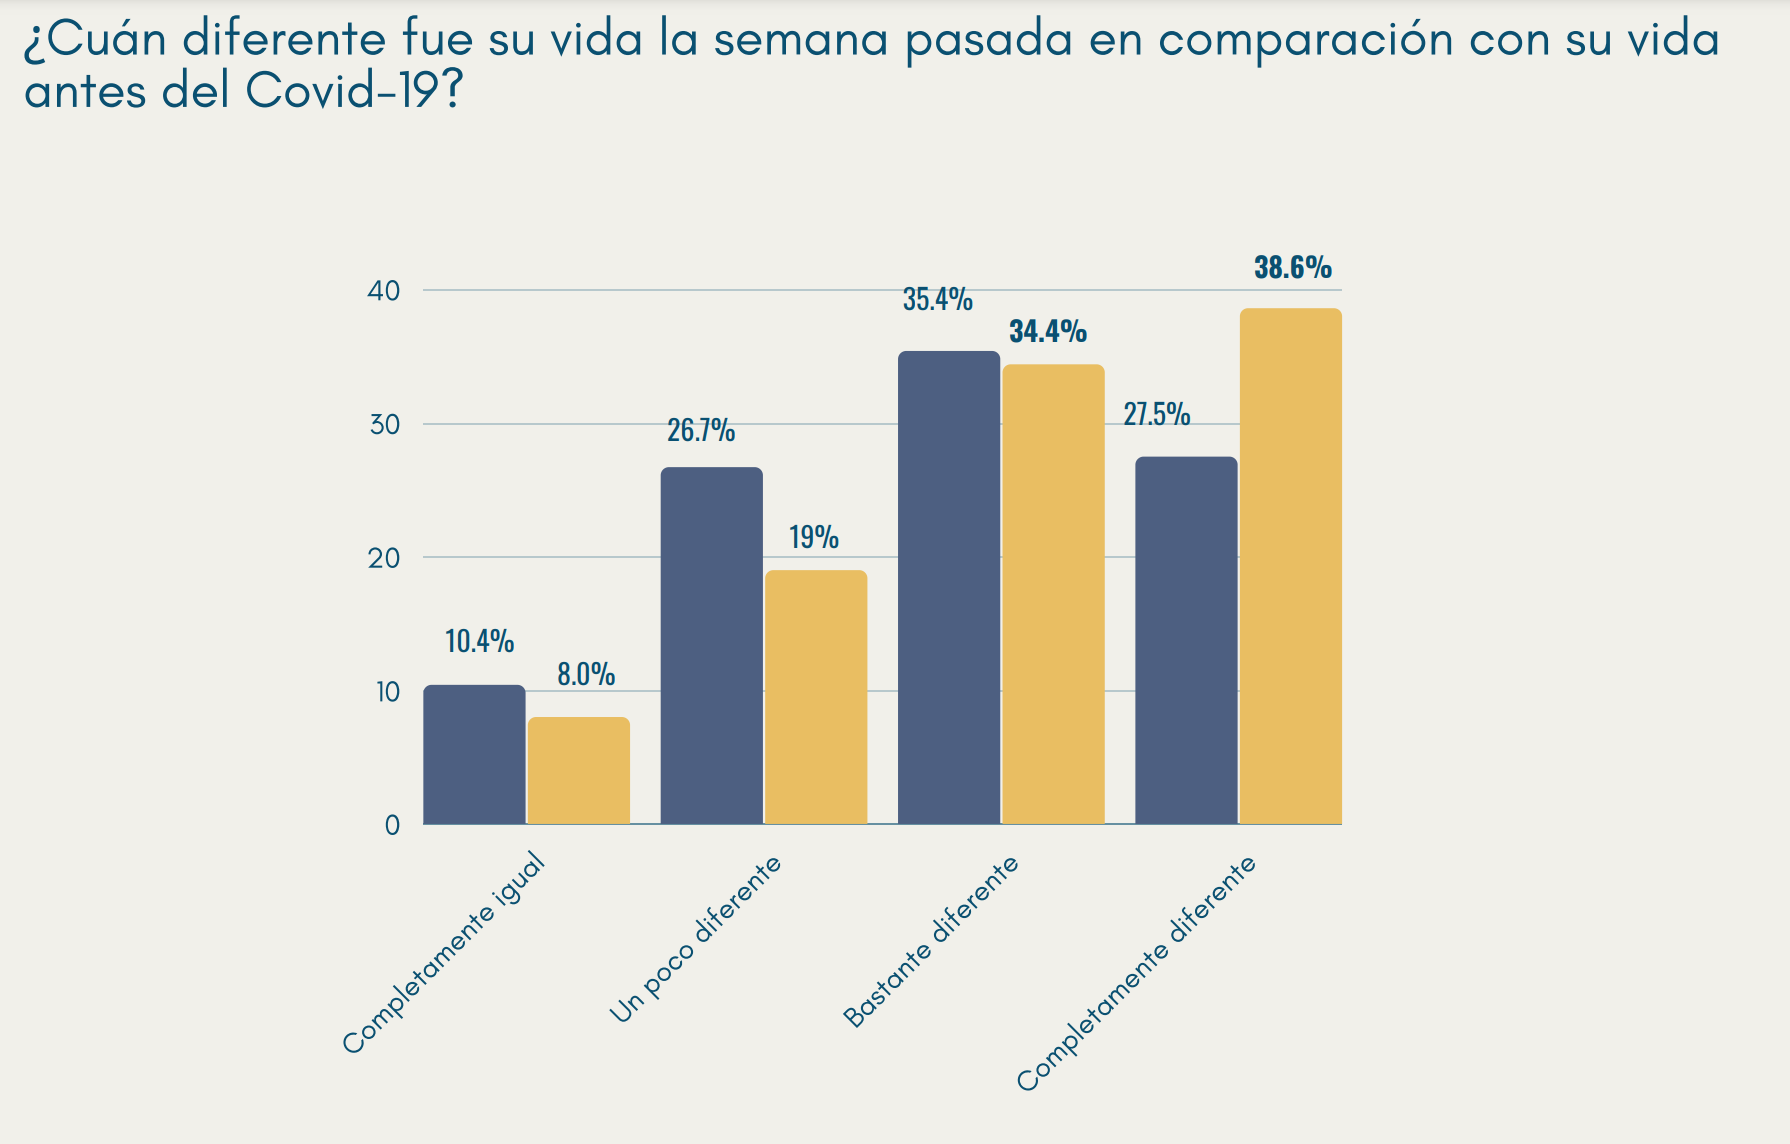 ¿Cuán diferente fue su vida la semana pasada en comparación con su vida
antes del Covid-19?
38.6%
40
35.4%
34.4%
30
26.7%
27.5%
20
19%
10.4%
8.0%
10
0
Completamente igual
Un poco diferente
Bastante diferente
Completamente diferente